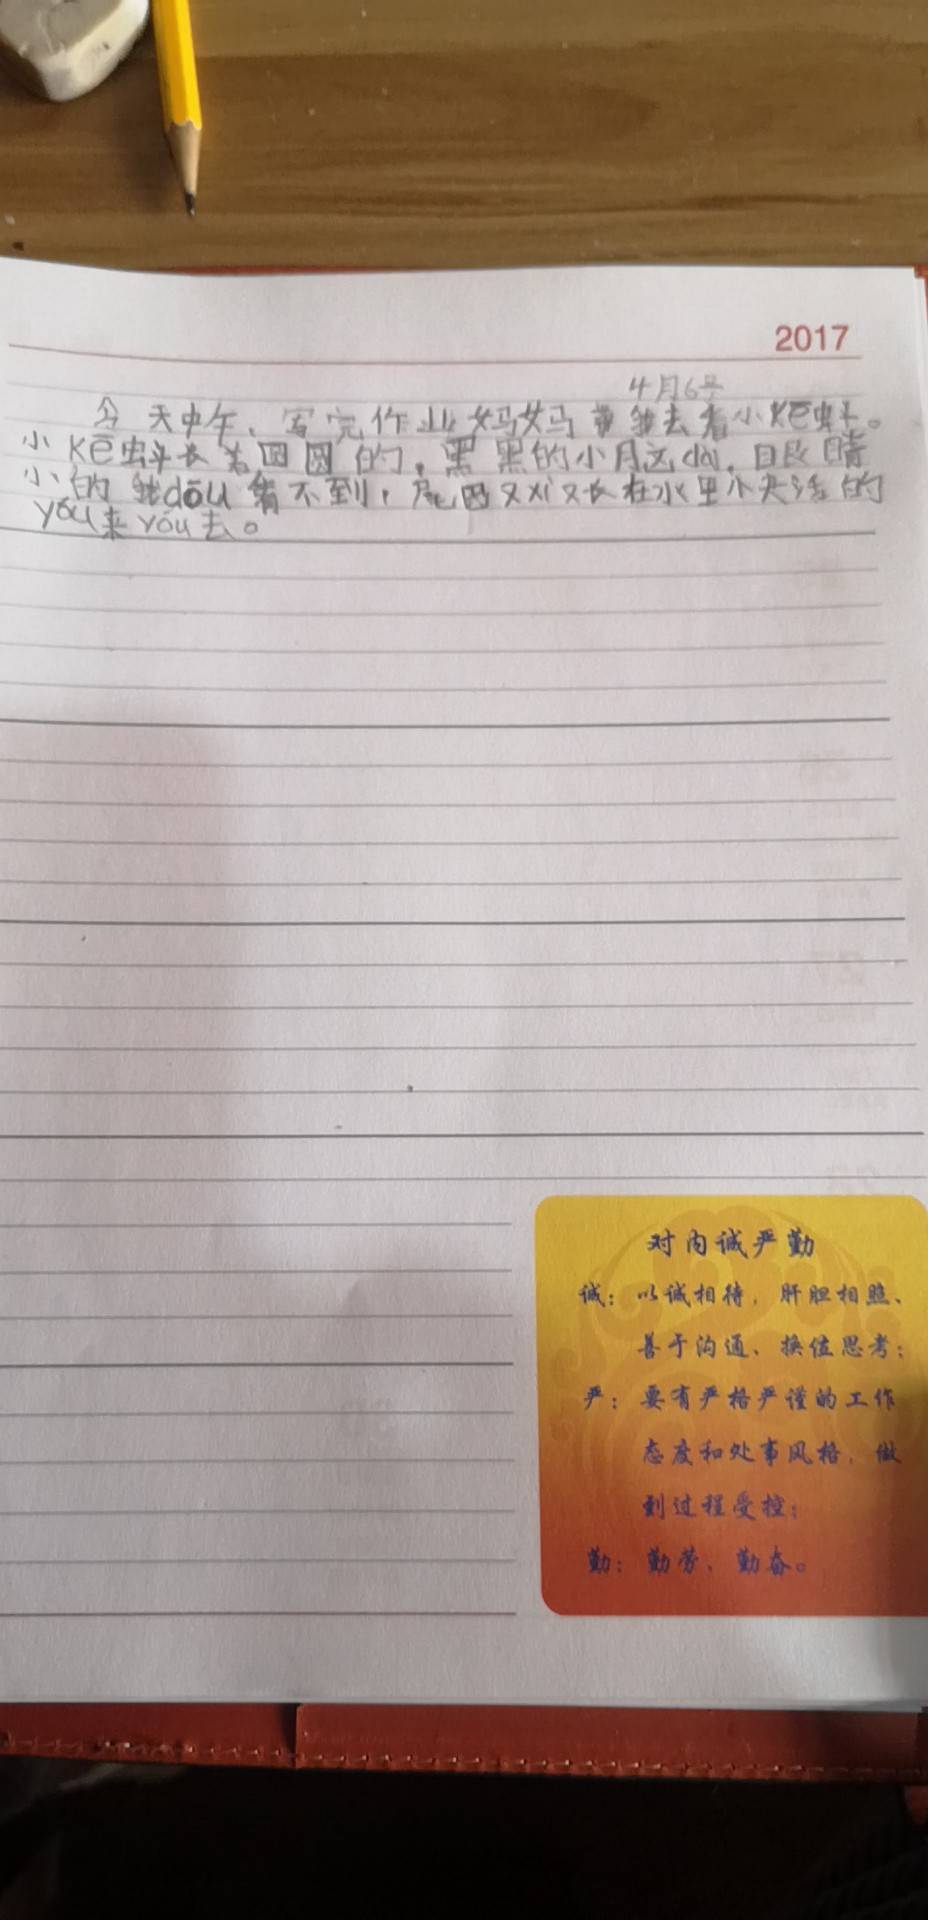 2017
4月6号
今天中午,写完作业妈妈带我去看小Kē蚪。
小Kē蚪长着圆圆的,黑黑的小dài,眼睛
小的我dōu看不到,尾巴又xì又长在水里小快活的
yóu来yóu去。
对内诚严勤
诚:以诚相待,肝胆相照、
善于沟通、换位思考;
严:要有严格严谨的工作
态度和处事风格,做
到过程受控;
勤:勤劳、勤奋。